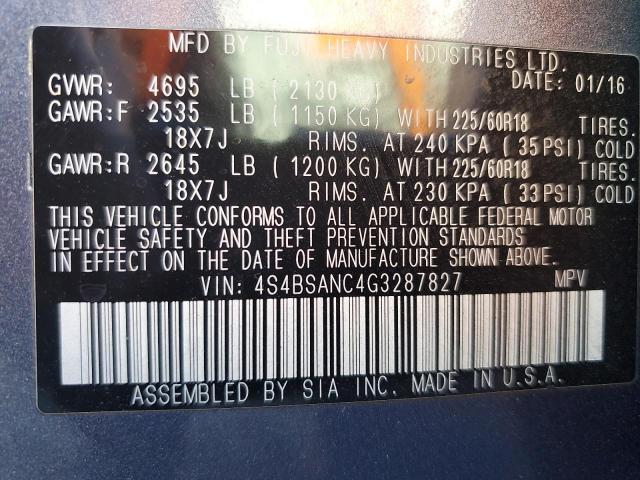 MFD BY FUJI HEAVY INDUSTRIES LTD.
GVWR: 4695 LB ( 2130 KG) DATE: 01/16
GAWR:F 2535 LB ( 1150 KG) WITH 225/60R18 TIRES.
18X7J RIMS. AT 240 KPA ( 35 PSI) COLD
GAWR:R 2645 LB ( 1200 KG) WITH 225/60R18 TIRES.
18X7J RIMS. AT 230 KPA ( 33 PSI) COLD
THIS VEHICLE CONFORMS TO ALL APPLICABLE FEDERAL MOTOR
VEHICLE SAFETY AND THEFT PREVENTION STANDARDS
IN EFFECT ON THE DATE OF MANUFACTURE SHOWN ABOVE.
VIN: 4S4BSANC4G3287827 MPV
ASSEMBLED BY SIA INC. MADE IN U.S.A.